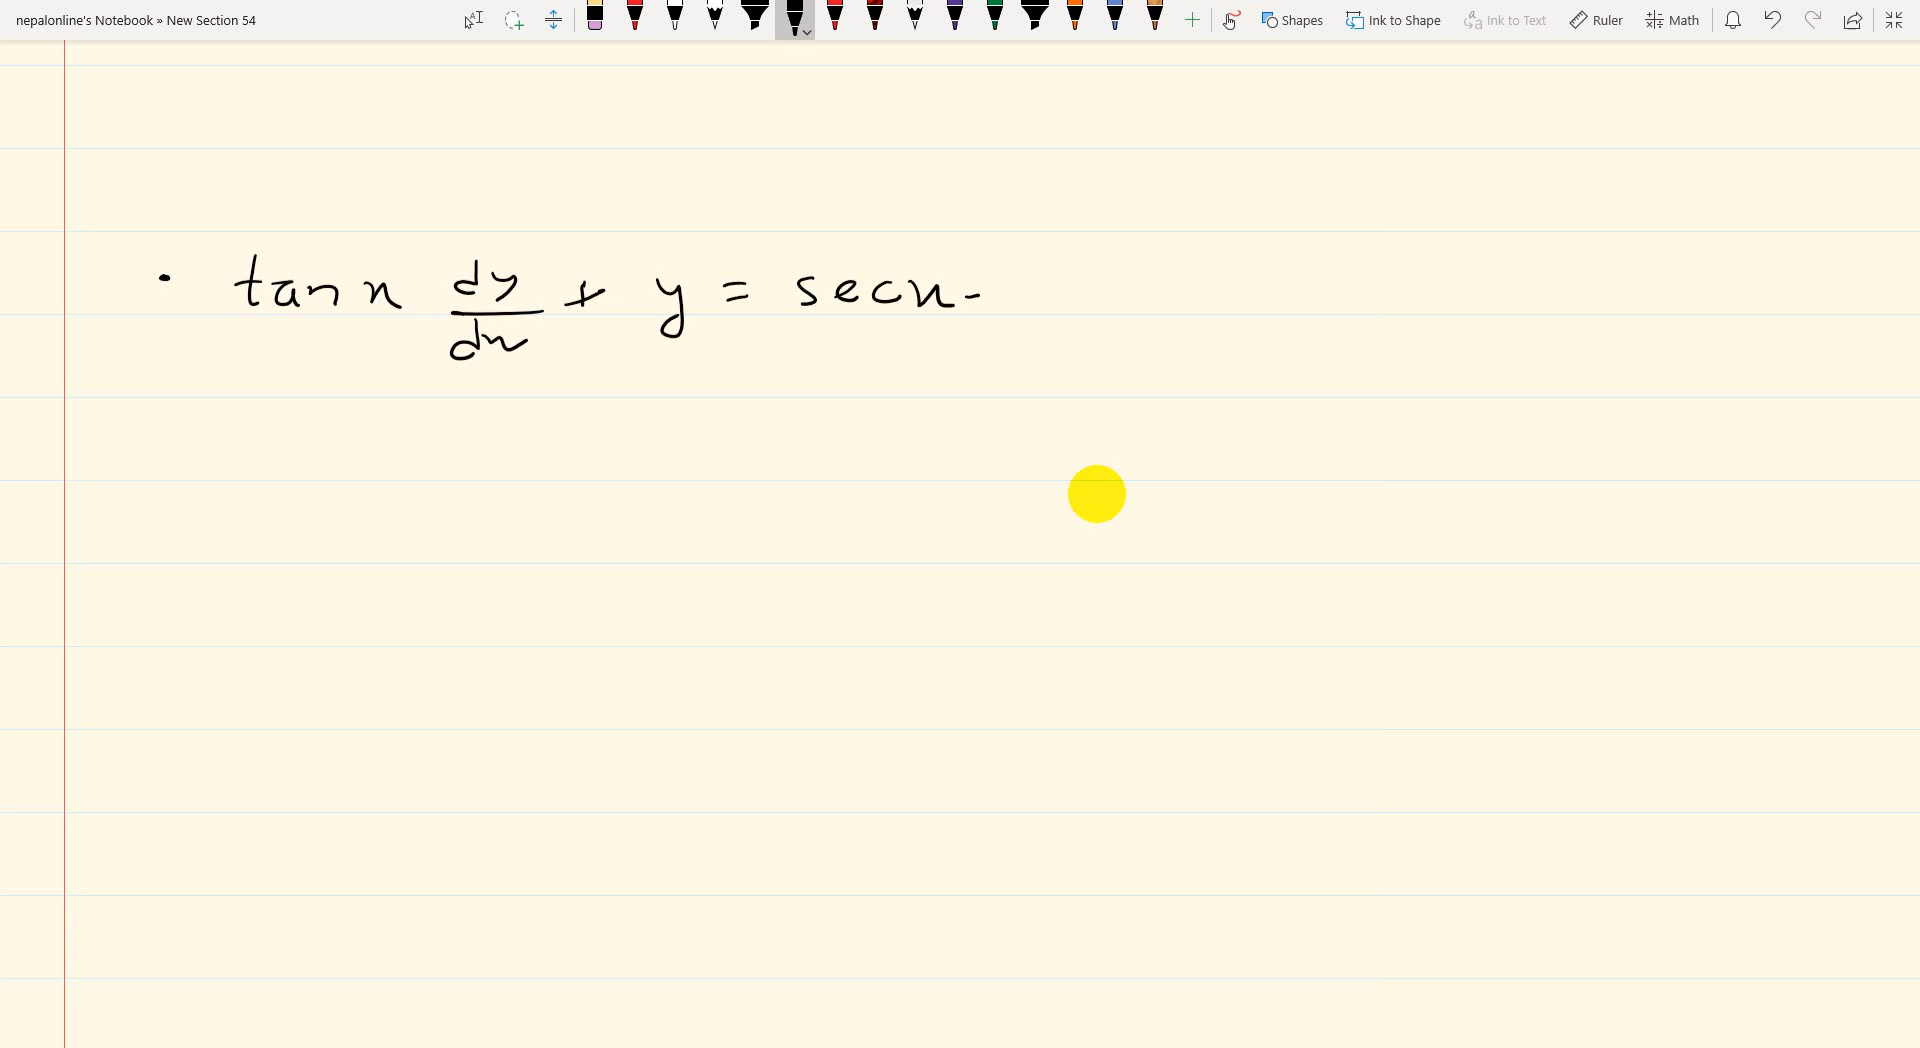 nepalonline's Notebook » New Section 54
Shapes
Ink to Shape
Ink to Text
Ruler
Math
tan x dy/dx + y = sec x.